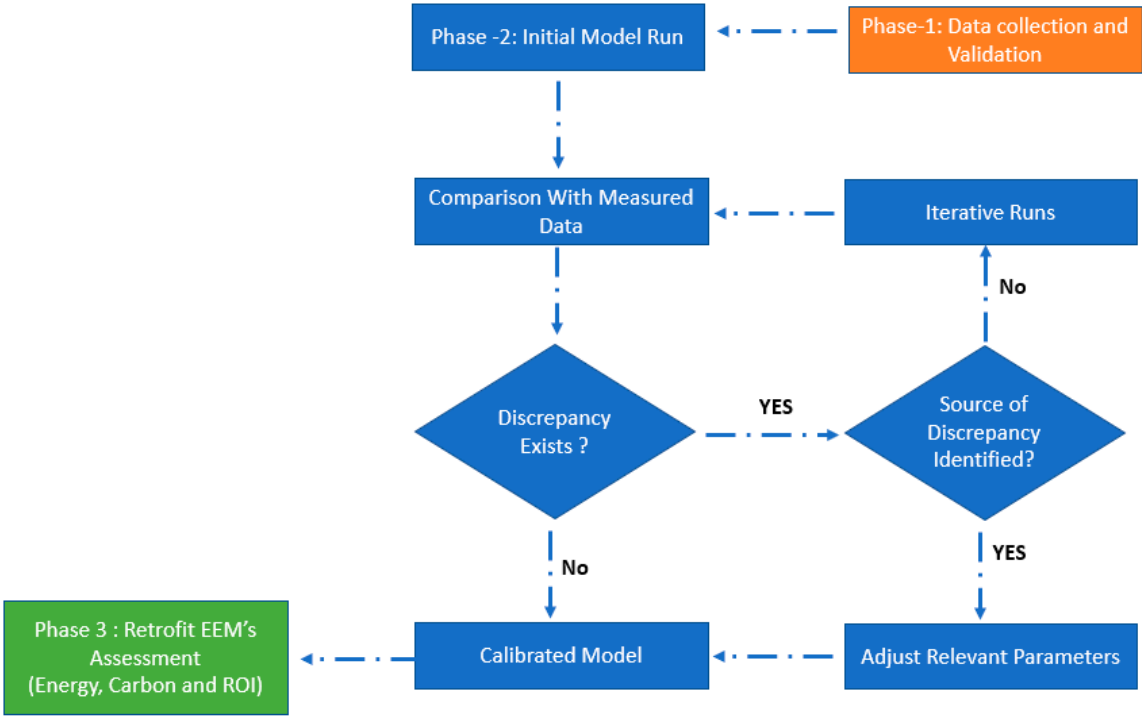 Phase -2: Initial Model Run
Phase-1: Data collection and
Validation
Comparison With Measured
Data
Iterative Runs
No
Discrepancy
Exists ?
YES
Source of
Discrepancy
Identified?
No
YES
Phase 3 : Retrofit EEM’s
Assessment
(Energy, Carbon and ROI)
Calibrated Model
Adjust Relevant Parameters